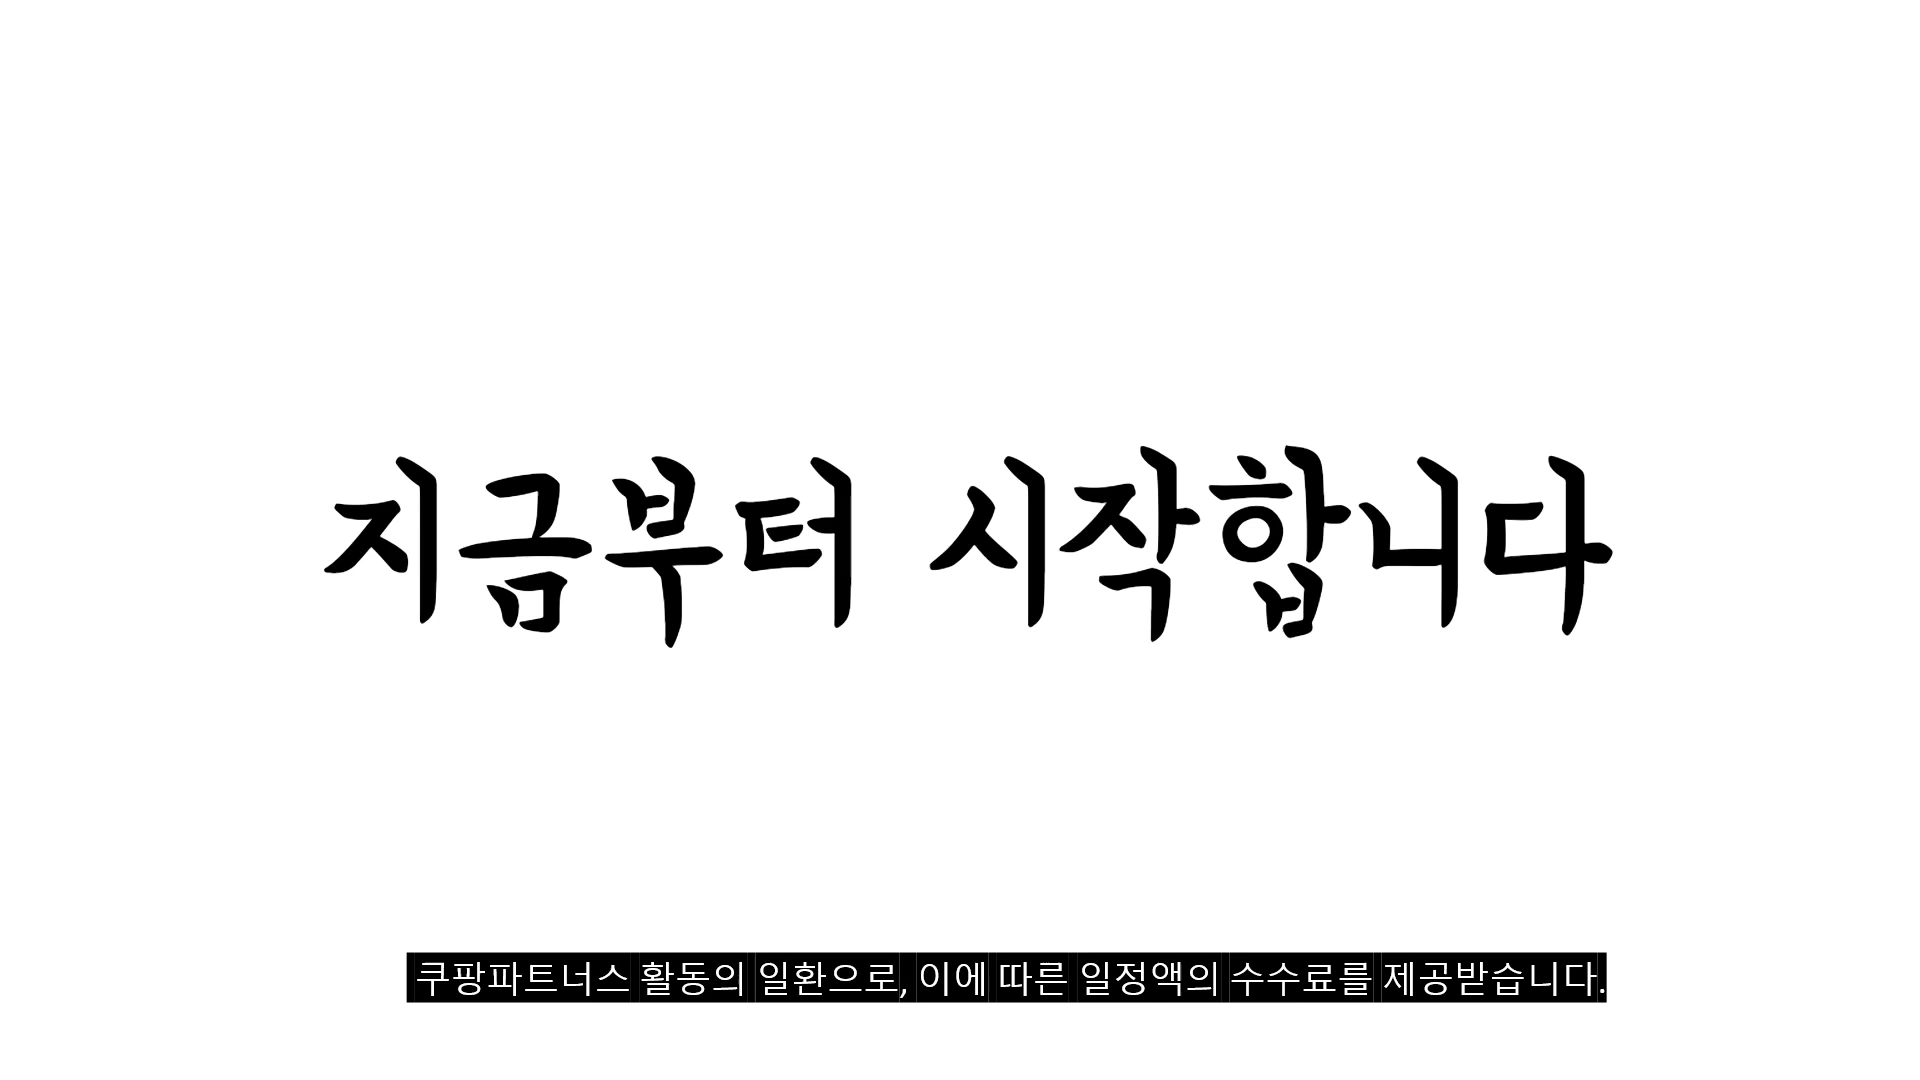 지금부터 시작합니다
쿠팡파트너스 활동의 일환으로, 이에 따른 일정액의 수수료를 제공받습니다.